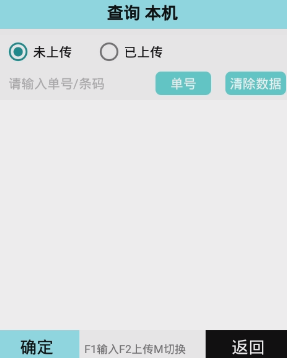 查询 本机
未上传 已上传
请输入单号/条码 单号 清除数据
确定 F1输入F2上传M切换 返回